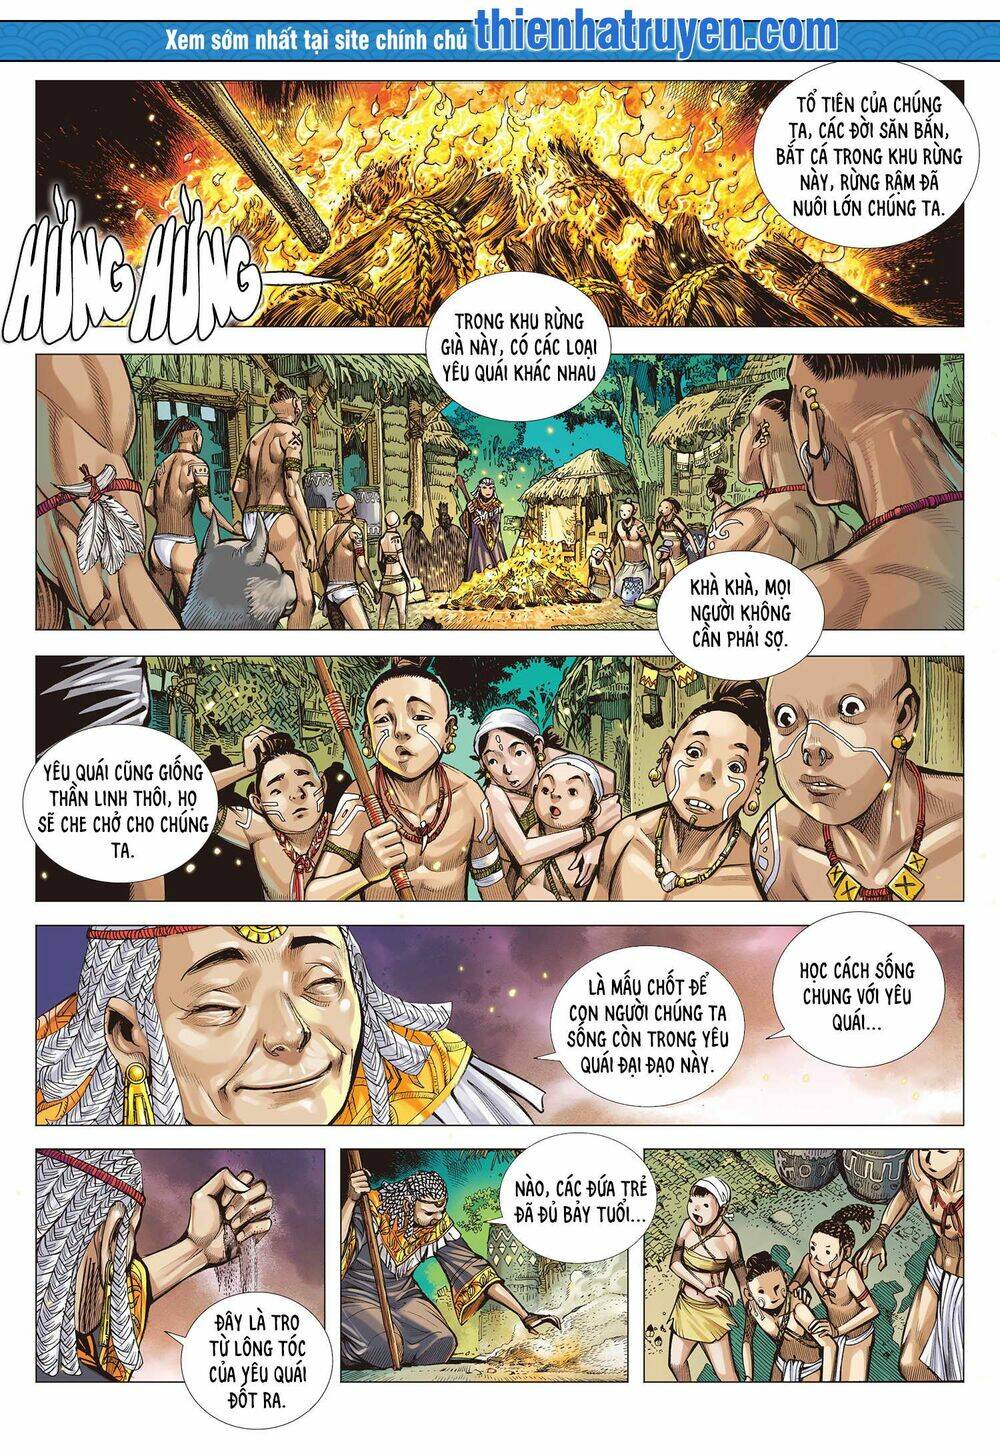 Xem sớm nhất tại site chính chủ thienhatruyen.com
TỔ TIÊN CỦA CHÚNG
TA, CÁC ĐỜI SĂN BẮN,
BẮT CÁ TRONG KHU RỪNG
NÀY, RỪNG RẬM ĐÃ
NUÔI LỚN CHÚNG TA.
HỪNG HỪNG
TRONG KHU RỪNG
GIÀ NÀY, CÓ CÁC LOẠI
YÊU QUÁI KHÁC NHAU
KHÀ KHÀ, MỌI
NGƯỜI KHÔNG
CẦN PHẢI SỢ.
YÊU QUÁI CŨNG GIỐNG
THẦN LINH THÔI, HỌ
SẼ CHE CHỞ CHO CHÚNG
TA.
HỌC CÁCH SỐNG
CHUNG VỚI YÊU
QUÁI...
LÀ MẤU CHỐT ĐỂ
CON NGƯỜI CHÚNG TA
SỐNG CÒN TRONG YÊU
QUÁI ĐẠI ĐẠO NÀY.
ĐÂY LÀ TRO
TỪ LÔNG TÓC
CỦA YÊU QUÁI
ĐỐT RA.
NÀO, CÁC ĐỨA TRẺ
ĐÃ ĐỦ BẢY TUỔI...